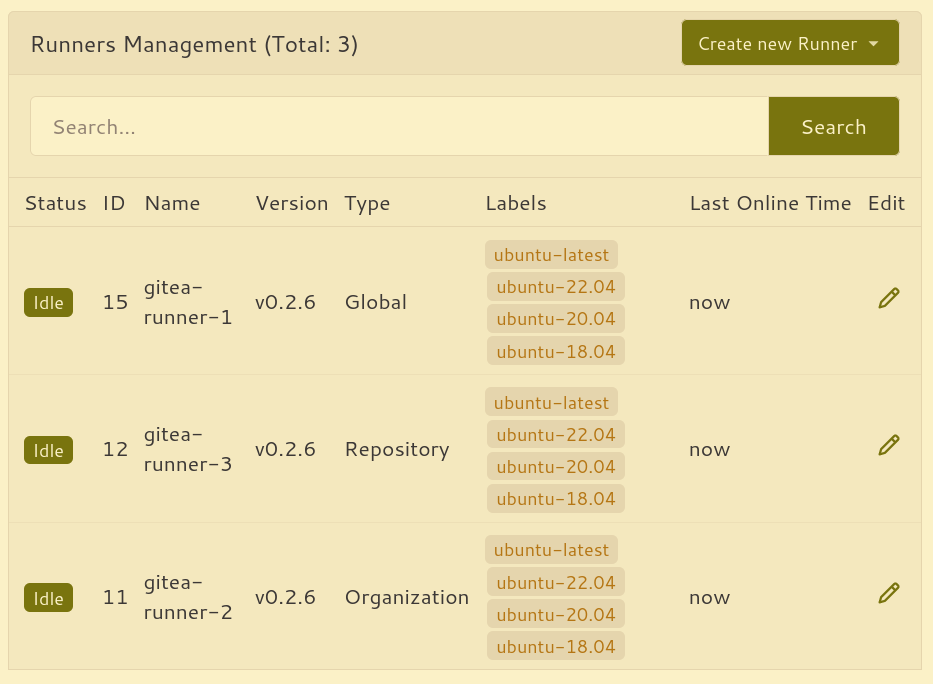 Runners Management (Total: 3) Create new Runner
Search... Search
Status ID Name Version Type Labels Last Online Time Edit
Idle 15 gitea-runner-1 v0.2.6 Global ubuntu-latest ubuntu-22.04 ubuntu-20.04 ubuntu-18.04 now
Idle 12 gitea-runner-3 v0.2.6 Repository ubuntu-latest ubuntu-22.04 ubuntu-20.04 ubuntu-18.04 now
Idle 11 gitea-runner-2 v0.2.6 Organization ubuntu-latest ubuntu-22.04 ubuntu-20.04 ubuntu-18.04 now